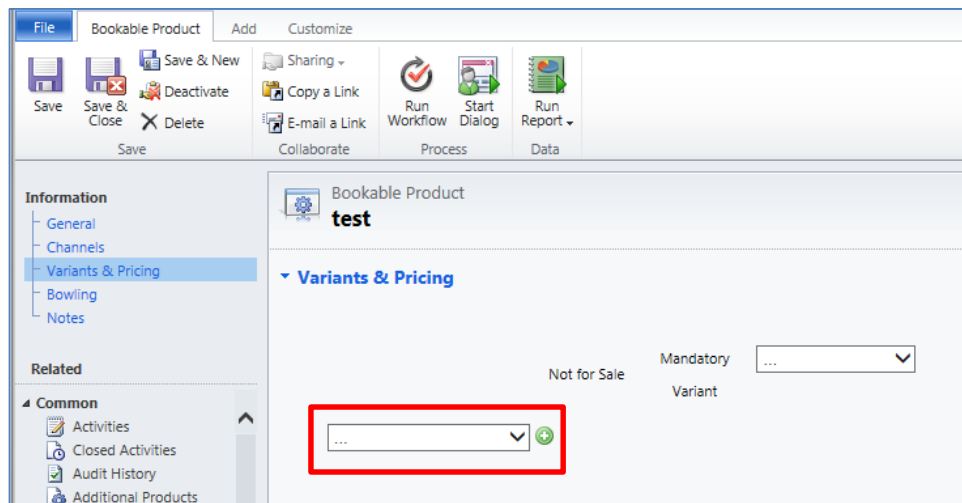 File Bookable Product Add Customize
Save
Save & Close
Save & New
Deactivate
Delete
Sharing
Copy a Link
E-mail a Link
Run Workflow
Start Dialog
Run Report
Save Collaborate Process Data
Information
General
Channels
Variants & Pricing
Bowling
Notes
Related
Common
Activities
Closed Activities
Audit History
Additional Products
Bookable Product
test
Variants & Pricing
Not for Sale
Mandatory
Variant
...
...